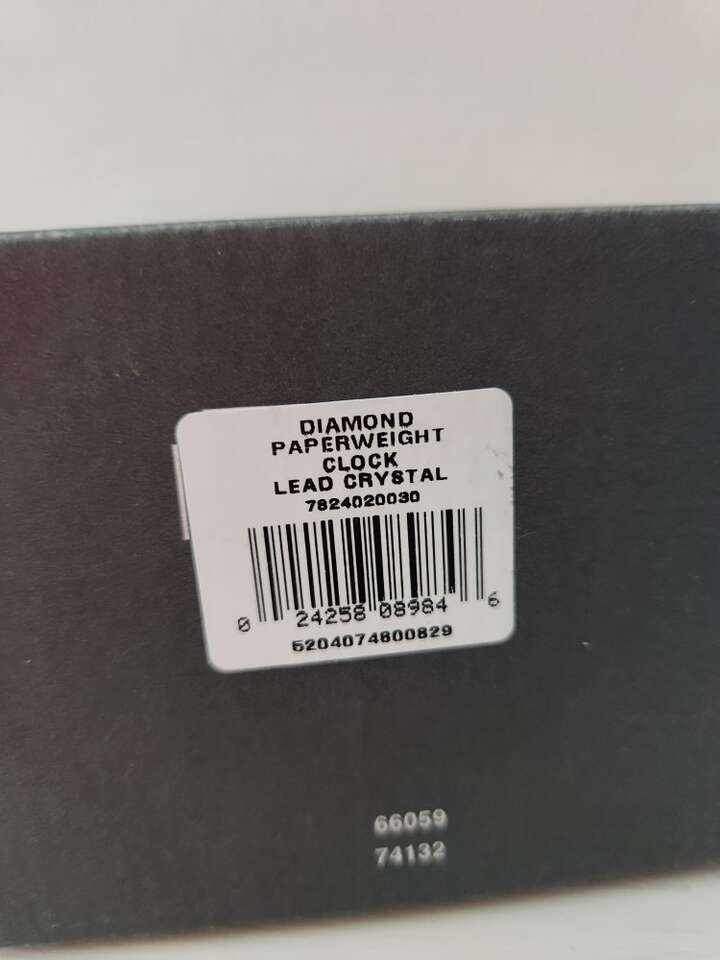 DIAMOND
PAPERWEIGHT
CLOCK
LEAD CRYSTAL
7824020030
0 24258 08984 6
5204074800829
66059
74132